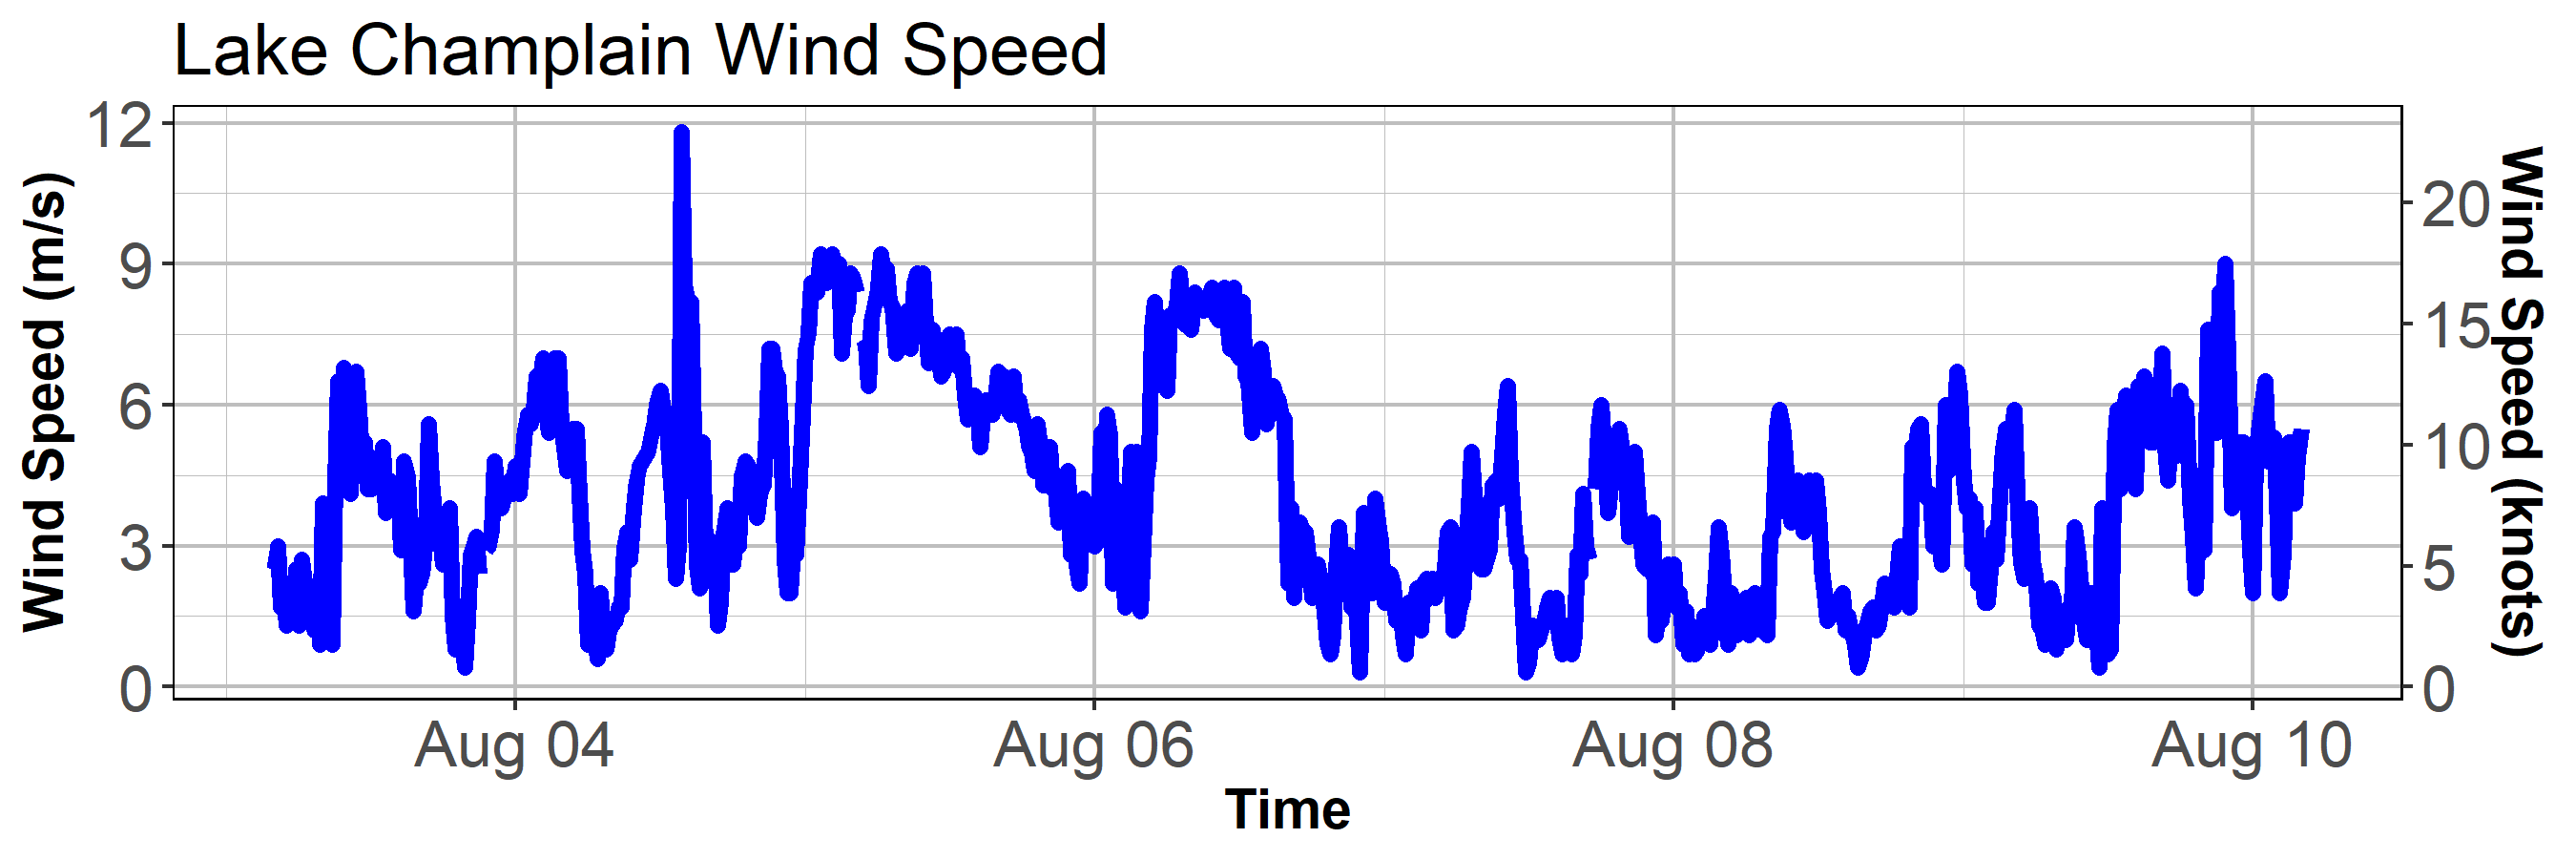 Lake Champlain Wind Speed
Wind Speed (m/s)
12
9
6
3
0
20
15
10
5
0
Wind Speed (knots)
Aug 04 Aug 06 Aug 08 Aug 10
Time